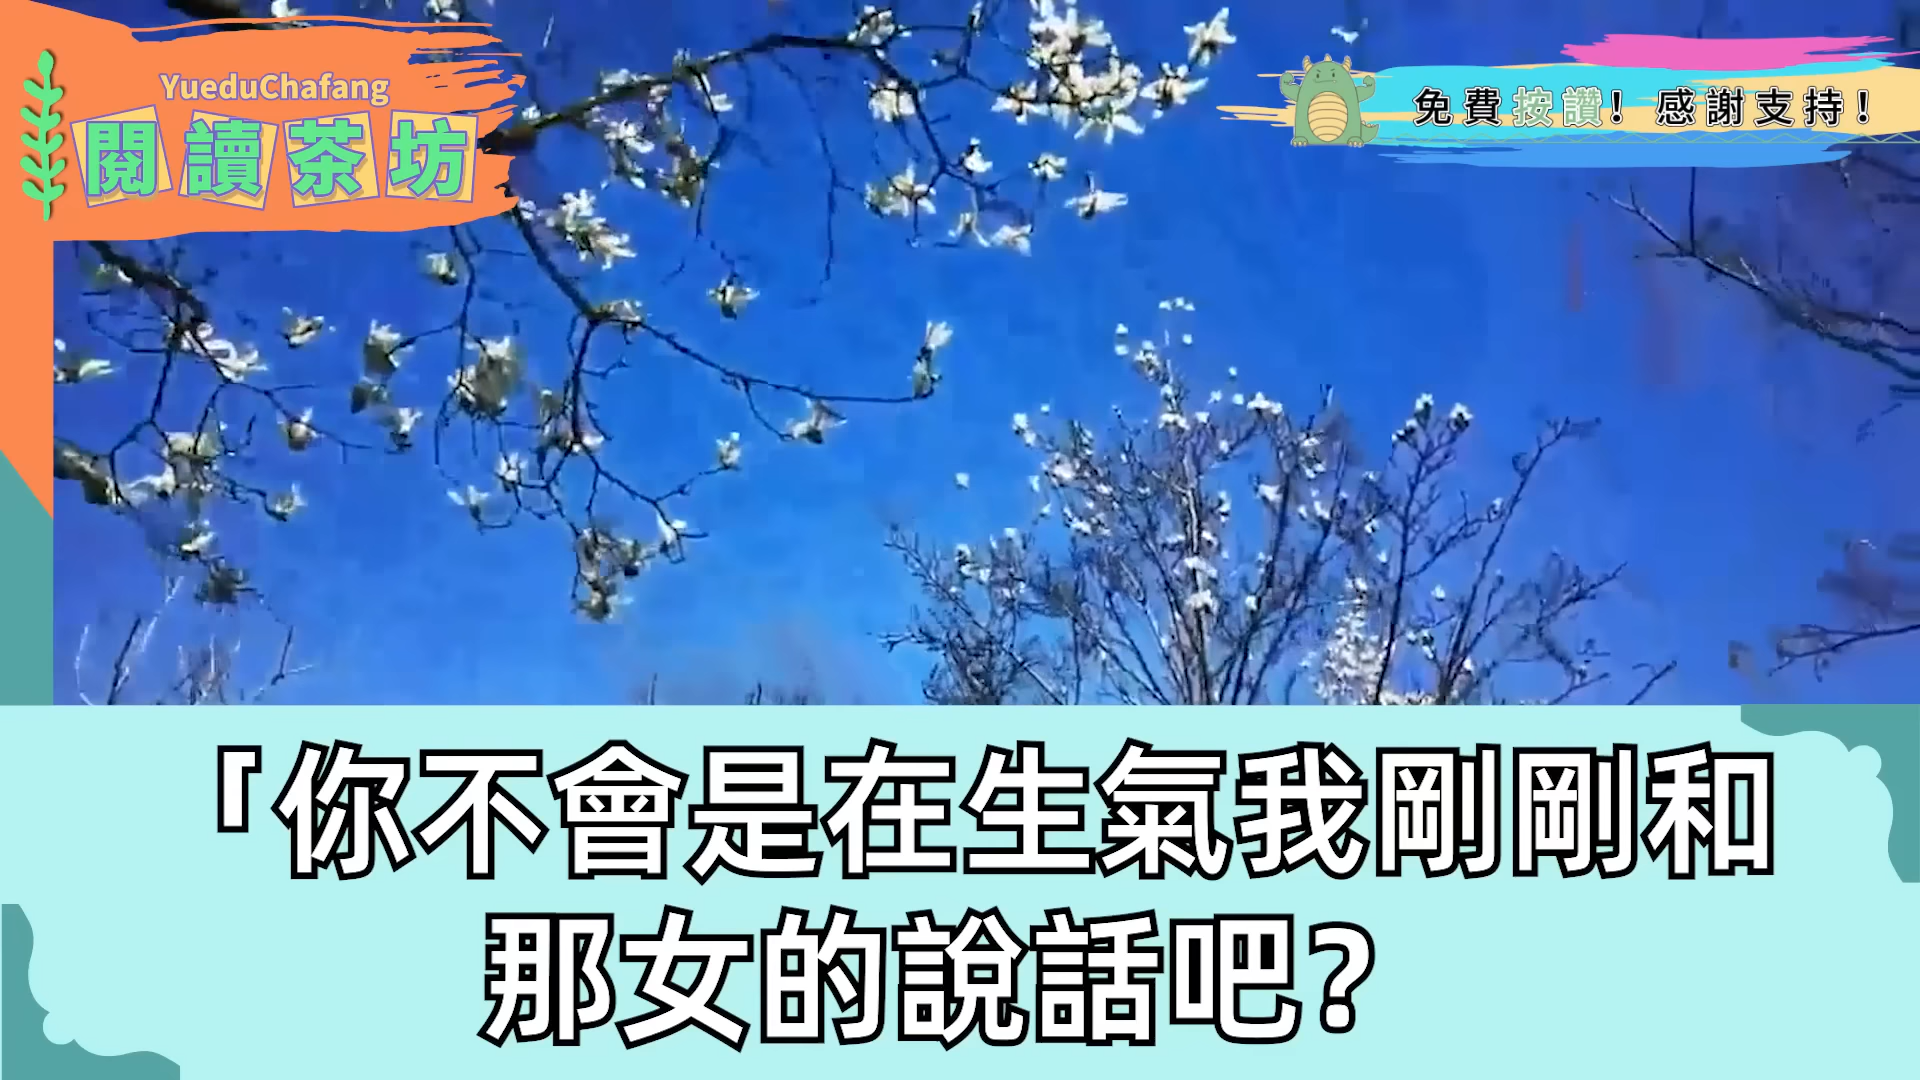 YueduChafang
閱讀茶坊
免費按讚！感謝支持！
「你不會是在生氣我剛剛和
那女的說話吧？